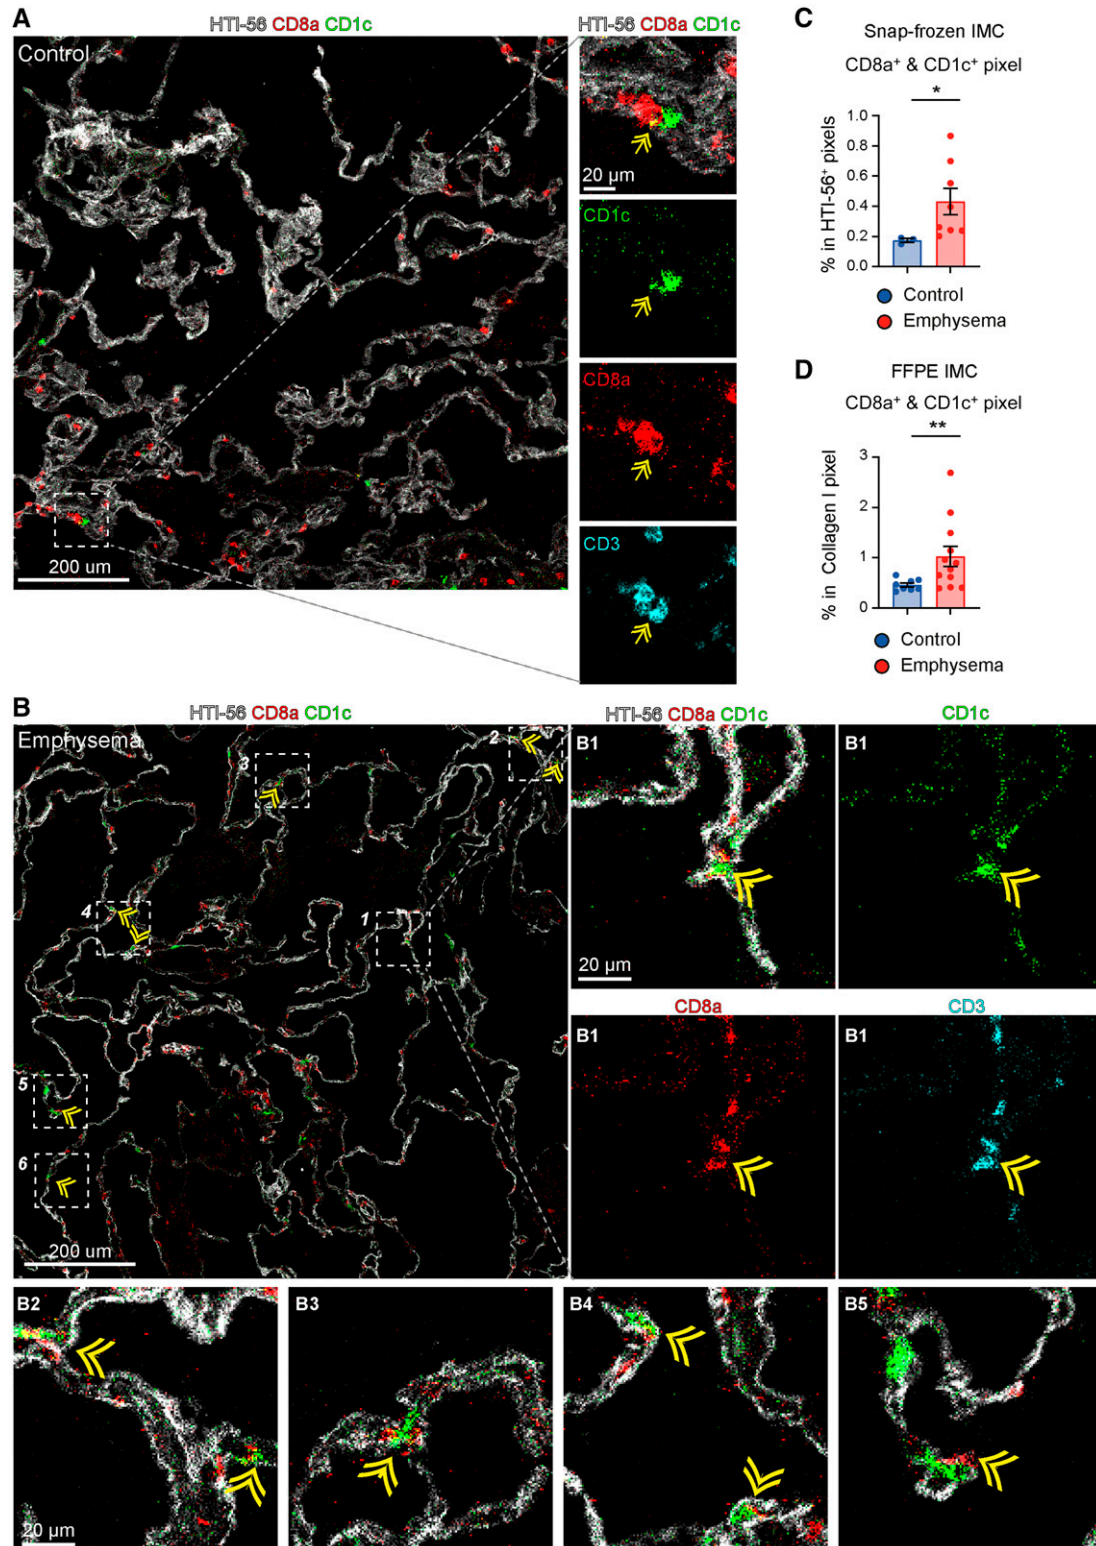 A
HTI-56 CD8a CD1c
Control
200 um
HTI-56 CD8a CD1c
20 µm
CD1c
CD8a
CD3
C
Snap-frozen IMC
CD8a⁺ & CD1c⁺ pixel
*
% in HTI-56⁺ pixels
1.0
0.8
0.6
0.4
0.2
0.0
Control
Emphysema
D
FFPE IMC
CD8a⁺ & CD1c⁺ pixel
**
% in Collagen I pixel
3
2
1
0
Control
Emphysema
B
HTI-56 CD8a CD1c
Emphysema
1
2
3
4
5
6
200 um
HTI-56 CD8a CD1c
B1
20 µm
CD1c
B1
CD8a
B1
CD3
B1
B2
20 µm
B3
B4
B5